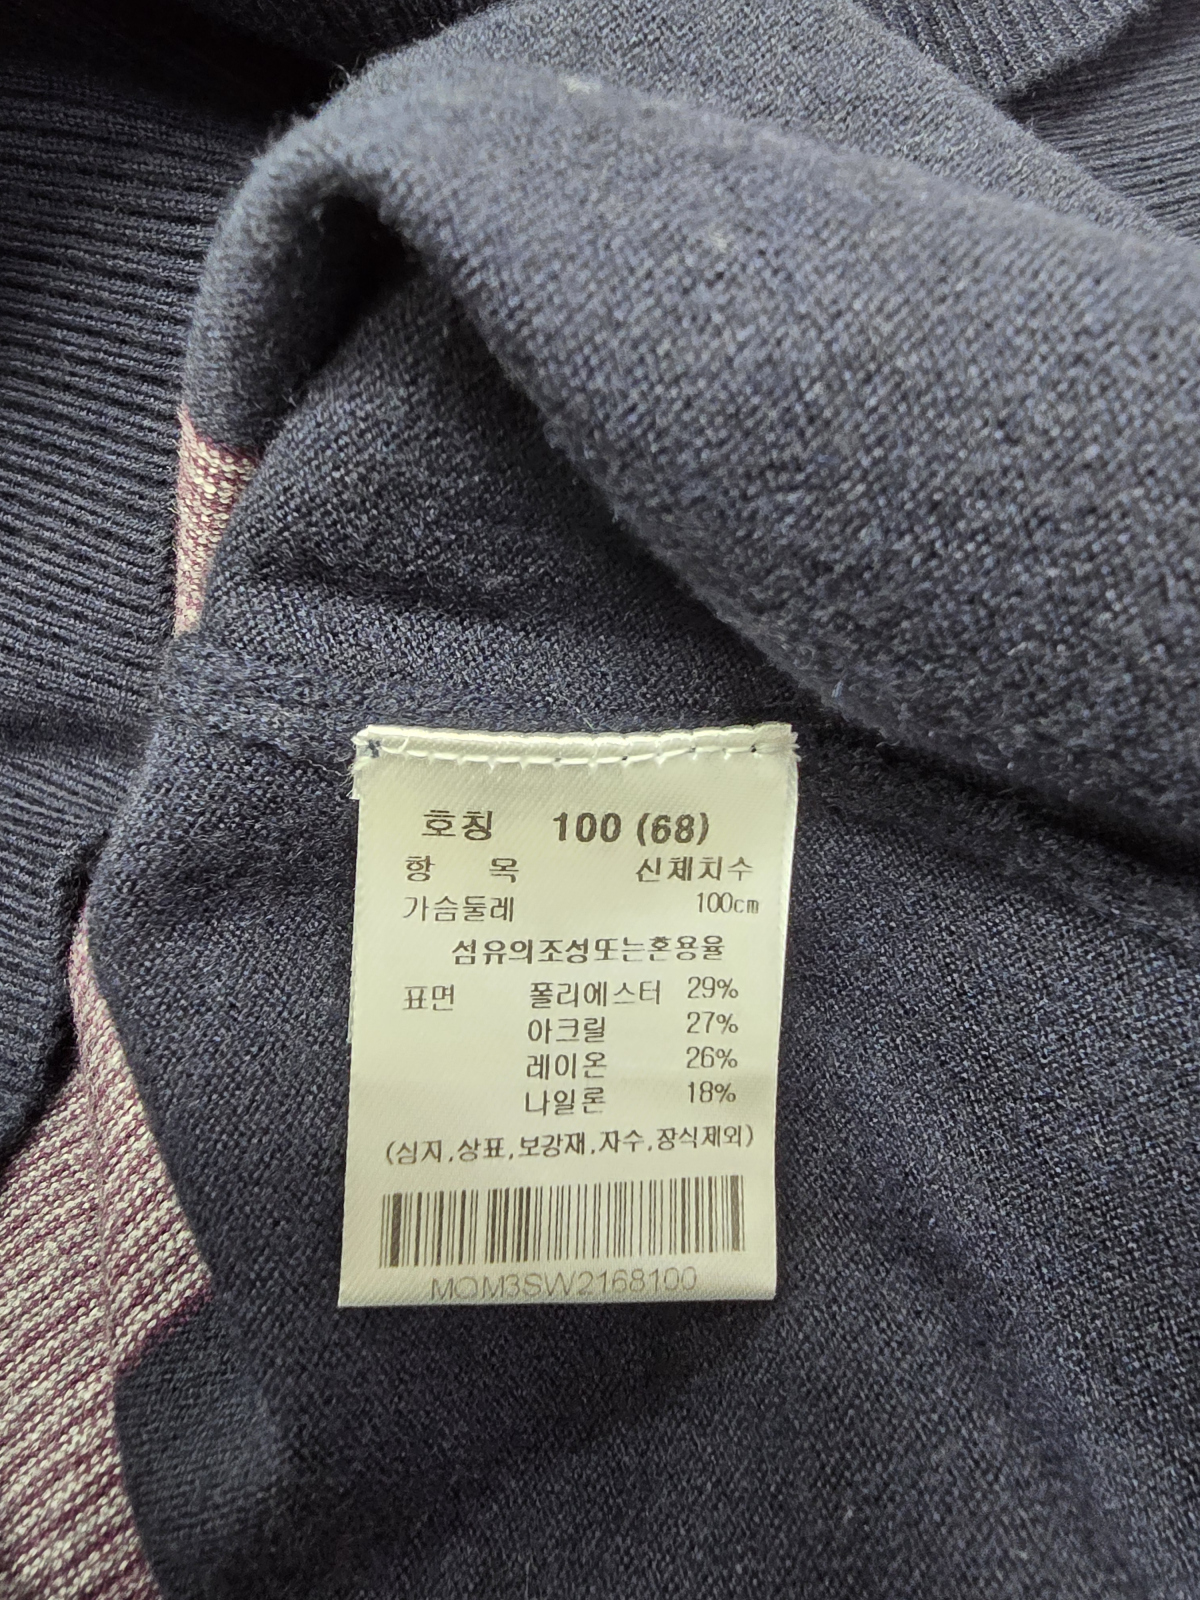 호칭 100 (68)
항 목 신체치수
가슴둘레 100cm
섬유의조성또는혼용율
표면 폴리에스터 29%
아크릴 27%
레이온 26%
나일론 18%
(심지,상표,보강재,자수,장식제외)
MOM3SW2168100